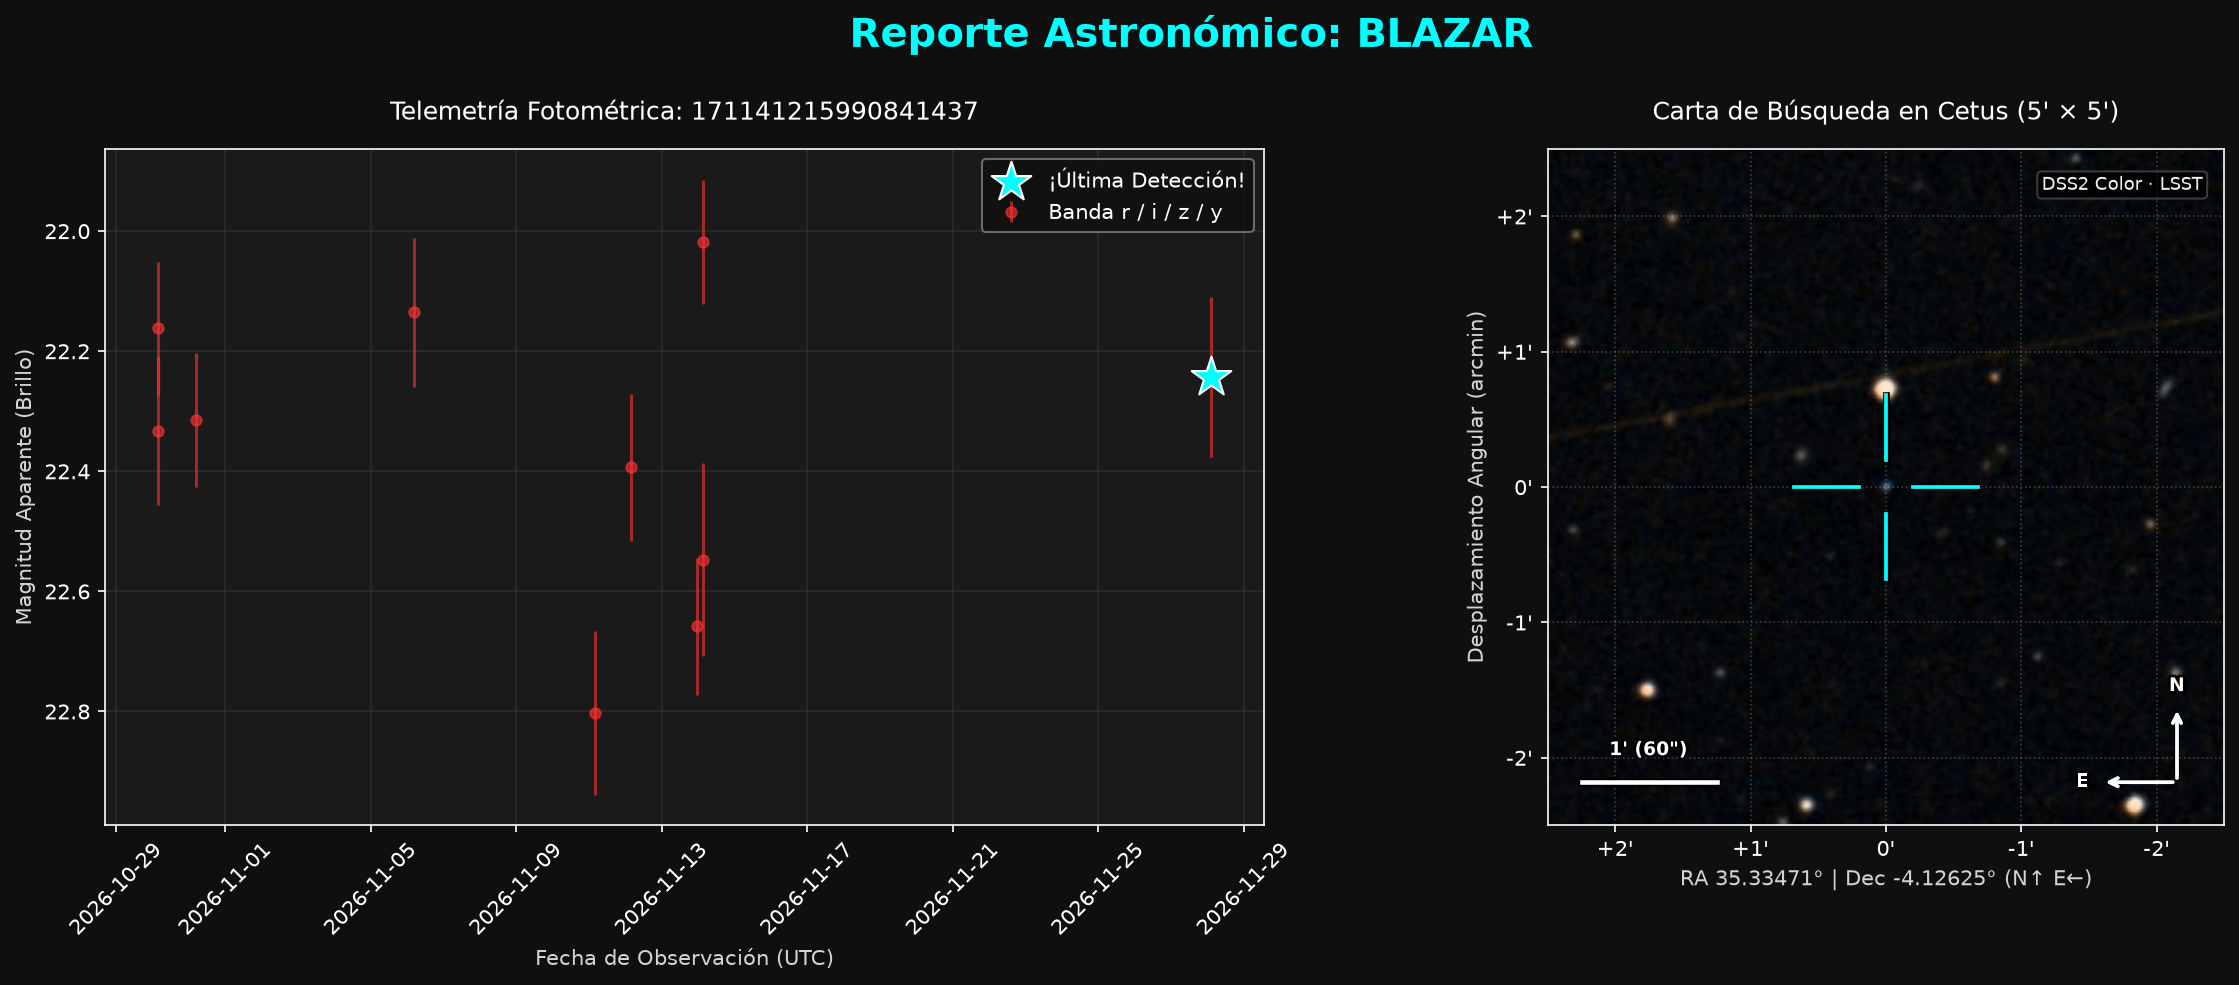 Reporte Astronómico: BLAZAR
Telemetría Fotométrica: 171141215990841437
¡Última Detección!
Banda r / i / z / y
Magnitud Aparente (Brillo)
22.0
22.2
22.4
22.6
22.8
2026-10-29
2026-11-01
2026-11-05
2026-11-09
2026-11-13
2026-11-17
2026-11-21
2026-11-25
2026-11-29
Fecha de Observación (UTC)
Carta de Búsqueda en Cetus (5' × 5')
DSS2 Color · LSST
Desplazamiento Angular (arcmin)
+2'
+1'
0'
-1'
-2'
N
E
1' (60")
+2'
+1'
0'
-1'
-2'
RA 35.33471° | Dec -4.12625° (N↑ E←)